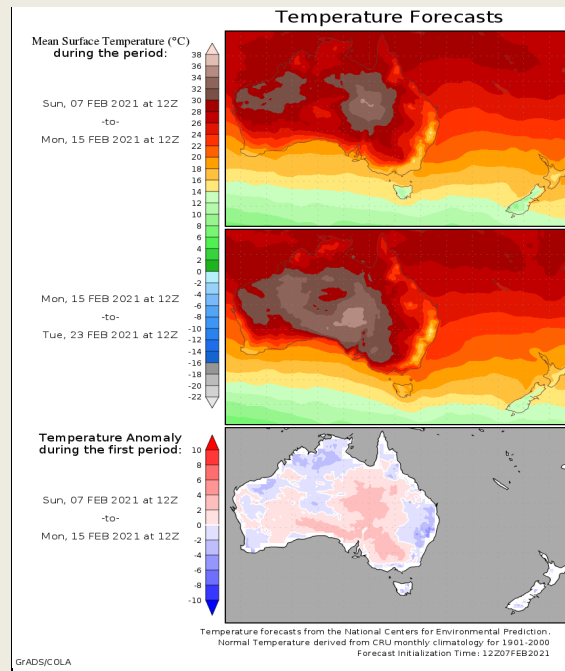 Temperature Forecasts
Mean Surface Temperature (°C)
during the period:
Sun, 07 FEB 2021 at 12Z
-to-
Mon, 15 FEB 2021 at 12Z
38
36
34
32
30
28
26
24
22
20
18
16
14
12
10
8
6
4
2
0
-2
-4
-6
-8
-10
-12
-14
-16
-18
-20
-22
Mon, 15 FEB 2021 at 12Z
-to-
Tue, 23 FEB 2021 at 12Z
Temperature Anomaly
during the first period:
Sun, 07 FEB 2021 at 12Z
-to-
Mon, 15 FEB 2021 at 12Z
10
8
6
4
2
0
-2
-4
-6
-8
-10
Temperature forecasts from the National Centers for Environmental Prediction.
Normal Temperature derived from CRU monthly climatology for 1901-2000
Forecast Initialization Time: 12Z07FEB2021
GrADS/COLA